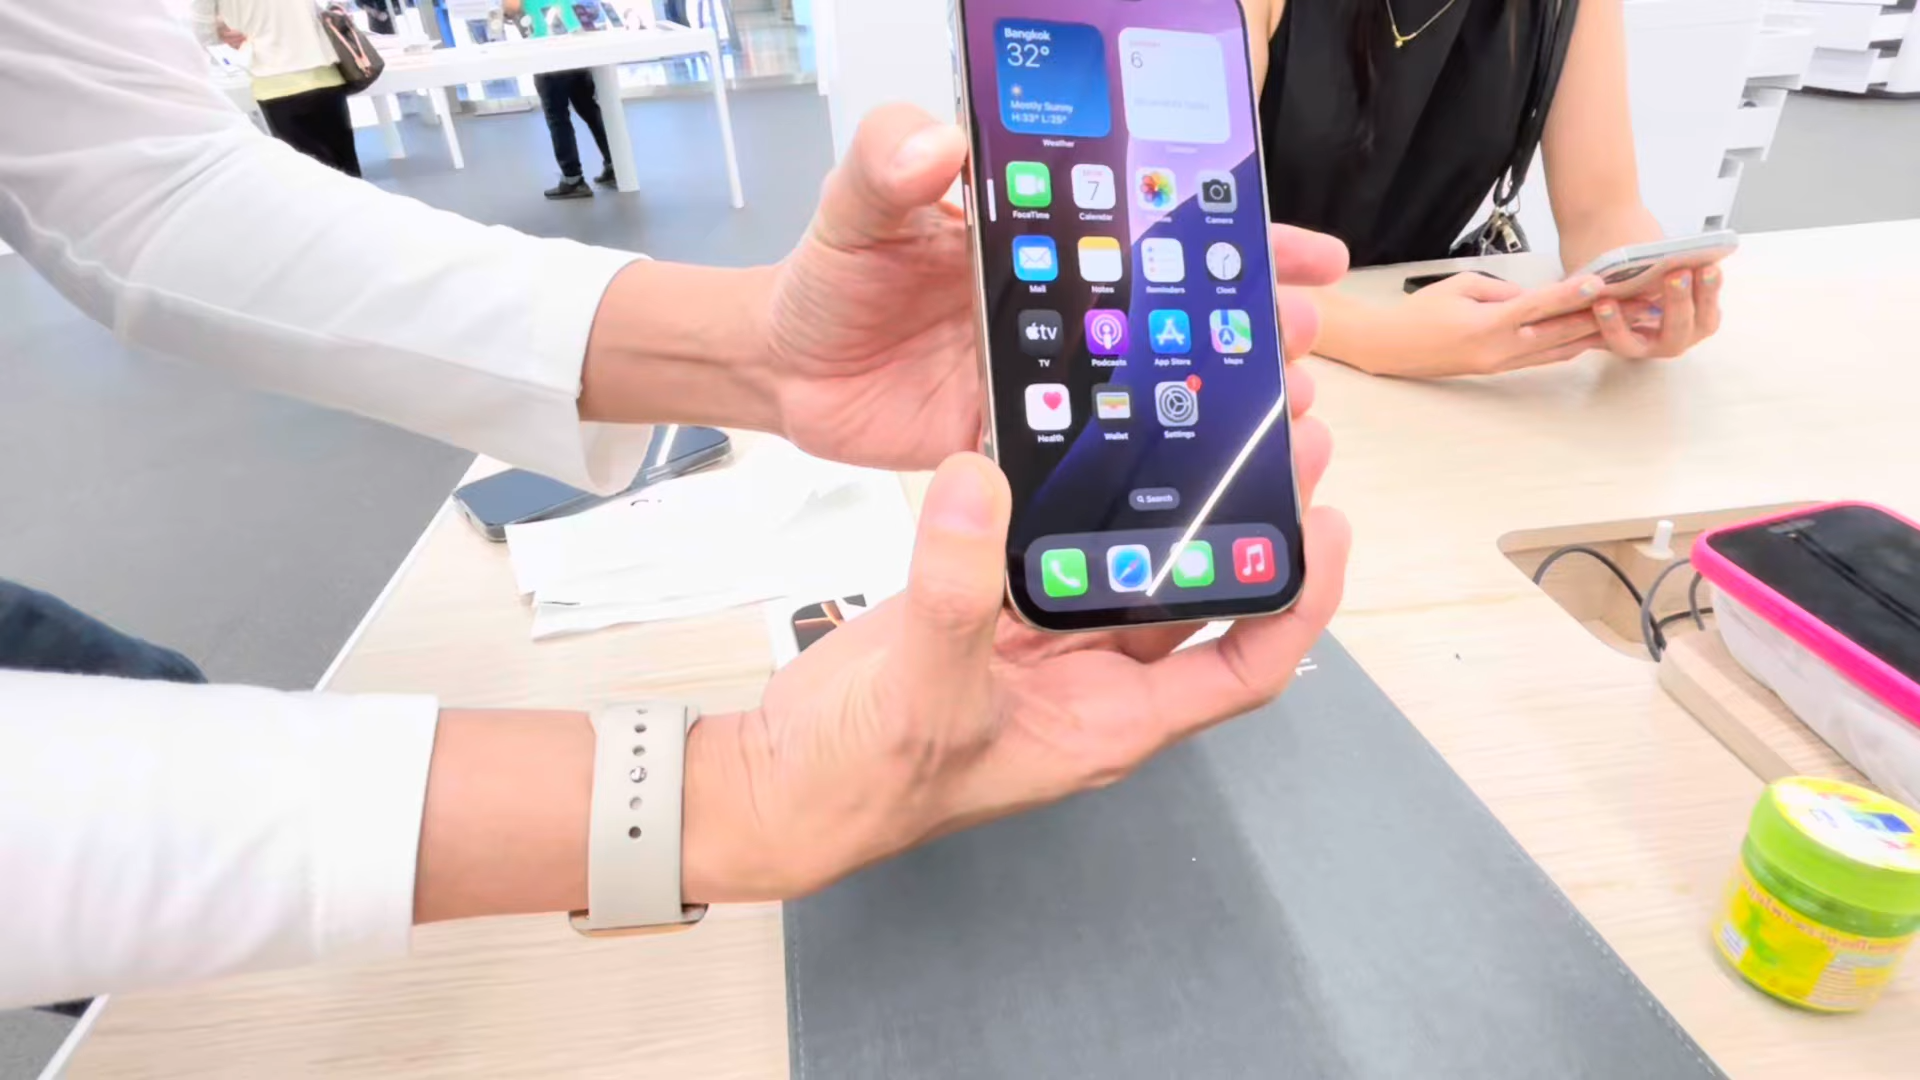 Bangkok
32°
Mostly Sunny
H:33° L:25°
Weather
6
FaceTime
7
Calendar
Camera
Mail
Notes
Reminders
Clock
tv
TV
Podcasts
App Store
Maps
Health
Wallet
1
Settings
Search